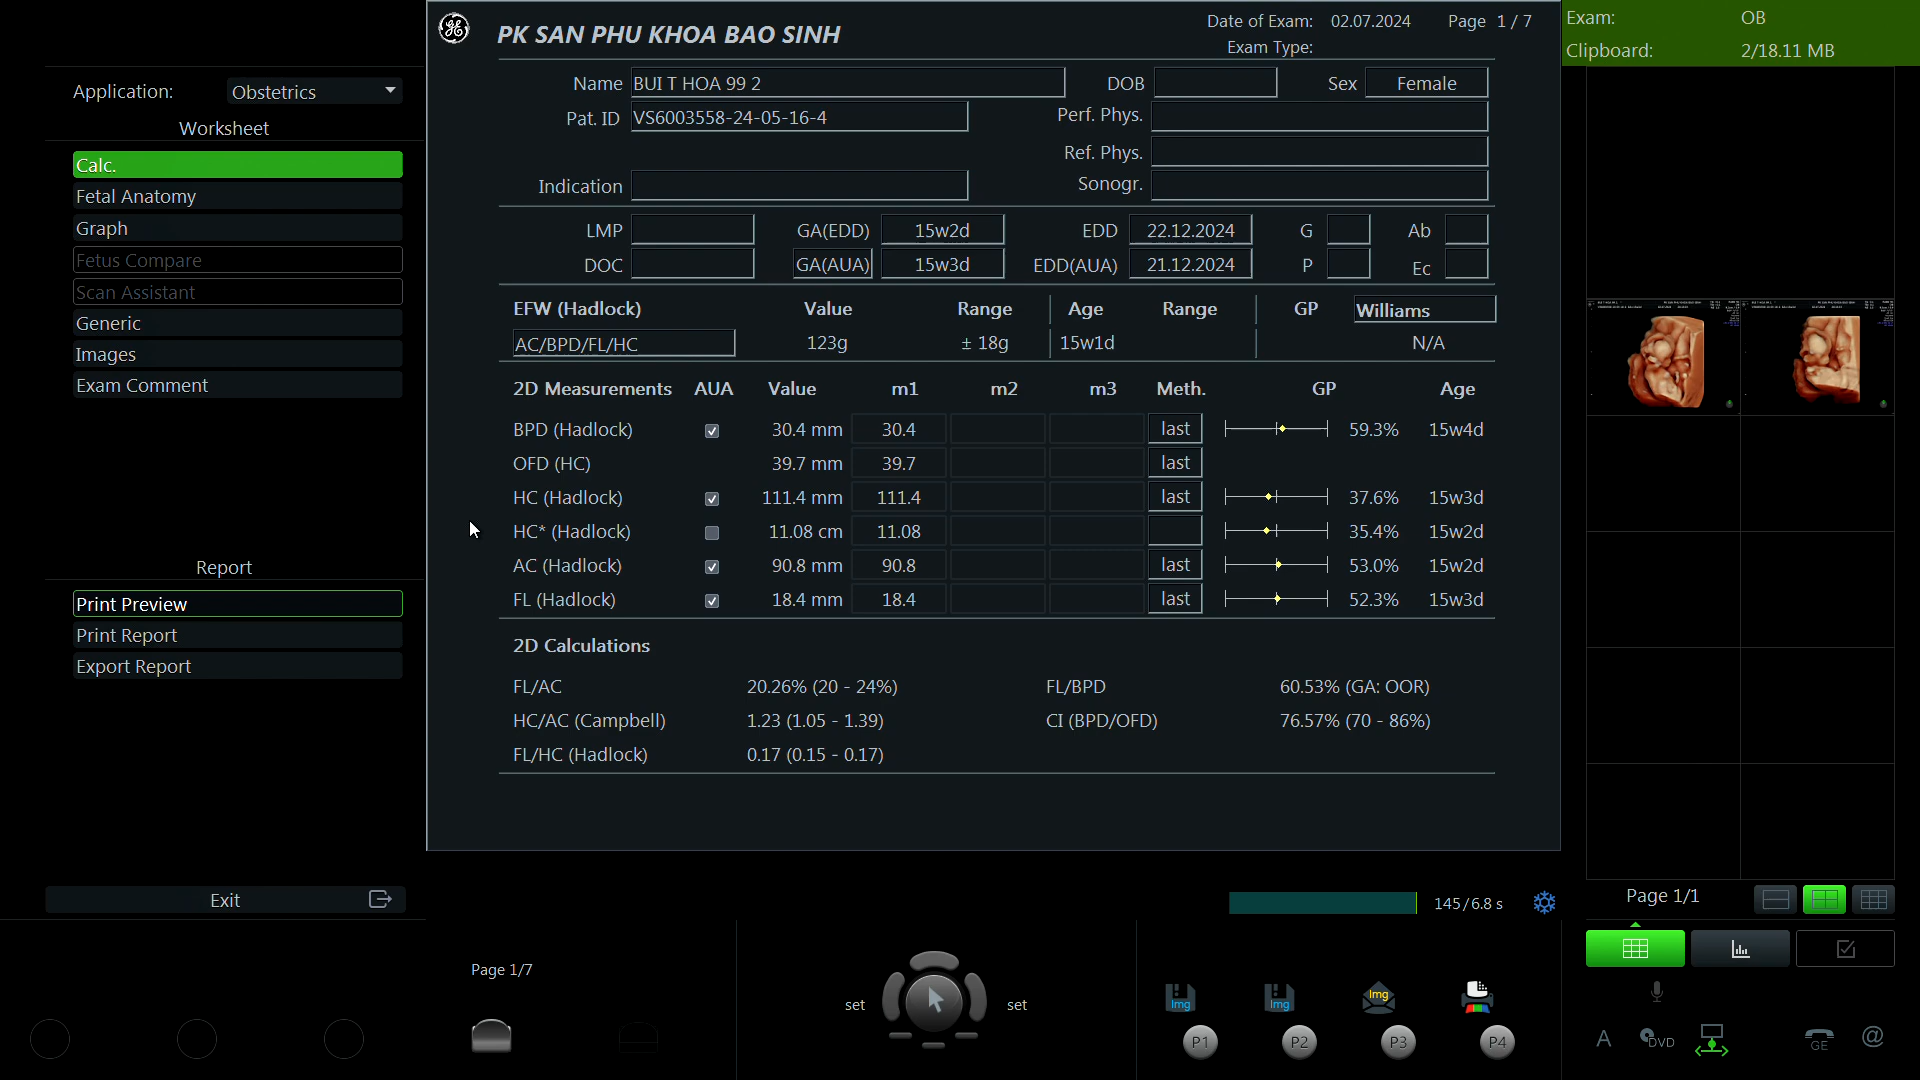 Application: Obstetrics
Worksheet
Calc.
Fetal Anatomy
Graph
Fetus Compare
Scan Assistant
Generic
Images
Exam Comment
Report
Print Preview
Print Report
Export Report
Exit
PK SAN PHU KHOA BAO SINH
Date of Exam: 02.07.2024 Page 1 / 7
Exam Type:
Name BUI T HOA 99 2 DOB Sex Female
Pat. ID VS6003558-24-05-16-4 Perf. Phys.
Ref. Phys.
Indication Sonogr.
LMP GA(EDD) 15w2d EDD 22.12.2024 G Ab
DOC GA(AUA) 15w3d EDD(AUA) 21.12.2024 P Ec
EFW (Hadlock) Value Range Age Range GP Williams
AC/BPD/FL/HC 123g ± 18g 15w1d N/A
2D Measurements AUA Value m1 m2 m3 Meth. GP Age
BPD (Hadlock) 30.4 mm 30.4 last 59.3% 15w4d
OFD (HC) 39.7 mm 39.7 last
HC (Hadlock) 111.4 mm 111.4 last 37.6% 15w3d
HC* (Hadlock) 11.08 cm 11.08 35.4% 15w2d
AC (Hadlock) 90.8 mm 90.8 last 53.0% 15w2d
FL (Hadlock) 18.4 mm 18.4 last 52.3% 15w3d
2D Calculations
FL/AC 20.26% (20 - 24%) FL/BPD 60.53% (GA: OOR)
HC/AC (Campbell) 1.23 (1.05 - 1.39) CI (BPD/OFD) 76.57% (70 - 86%)
FL/HC (Hadlock) 0.17 (0.15 - 0.17)
145/6.8 s
Page 1/7
set set
Img Img Img
P1 P2 P3 P4
Exam: OB
Clipboard: 2/18.11 MB
Page 1/1
A DVD GE @